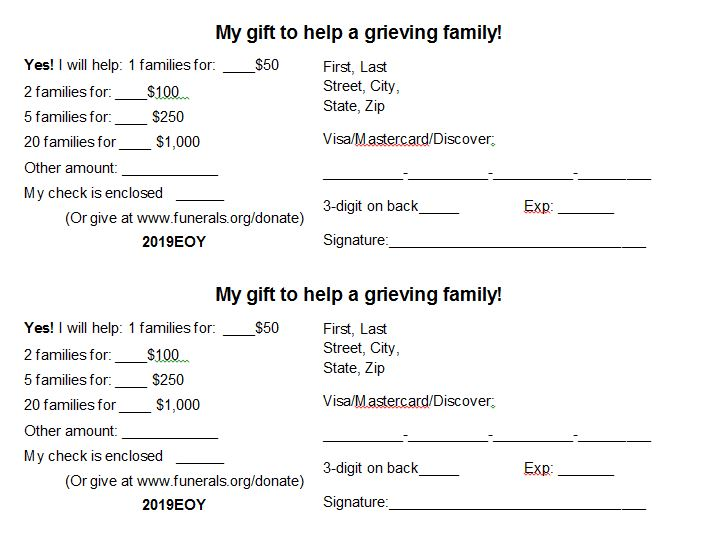 My gift to help a grieving family!
Yes! I will help: 1 families for: ____$50
2 families for: ____$100
5 families for: ____ $250
20 families for ____ $1,000
Other amount: ____________
My check is enclosed ______
(Or give at www.funerals.org/donate)
2019EOY
First, Last
Street, City,
State, Zip
Visa/Mastercard/Discover:
__________-__________-__________-_________
3-digit on back_____ Exp: _______
Signature:________________________________
My gift to help a grieving family!
Yes! I will help: 1 families for: ____$50
2 families for: ____$100
5 families for: ____ $250
20 families for ____ $1,000
Other amount: ____________
My check is enclosed ______
(Or give at www.funerals.org/donate)
2019EOY
First, Last
Street, City,
State, Zip
Visa/Mastercard/Discover:
__________-__________-__________-_________
3-digit on back_____ Exp: _______
Signature:________________________________